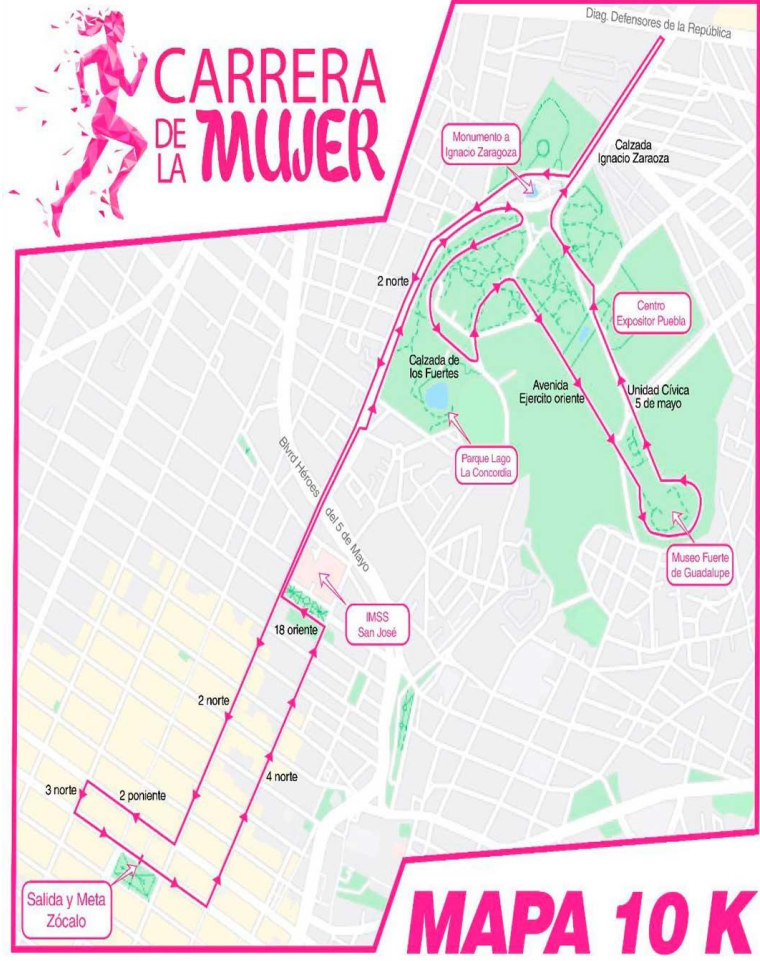 CARRERA
DE
LA MUJER
Diag. Defensores de la República
Monumento a
Ignacio Zaragoza
Calzada
Ignacio Zaraoza
2 norte
Centro
Expositor Puebla
Calzada de
los Fuertes
Avenida
Ejercito oriente
Unidad Cívica
5 de mayo
Parque Lago
La Concordia
Blvrd Héroes del 5 de Mayo
Museo Fuerte
de Guadalupe
IMSS
San José
18 oriente
2 norte
4 norte
3 norte
2 poniente
Salida y Meta
Zócalo
MAPA 10 K